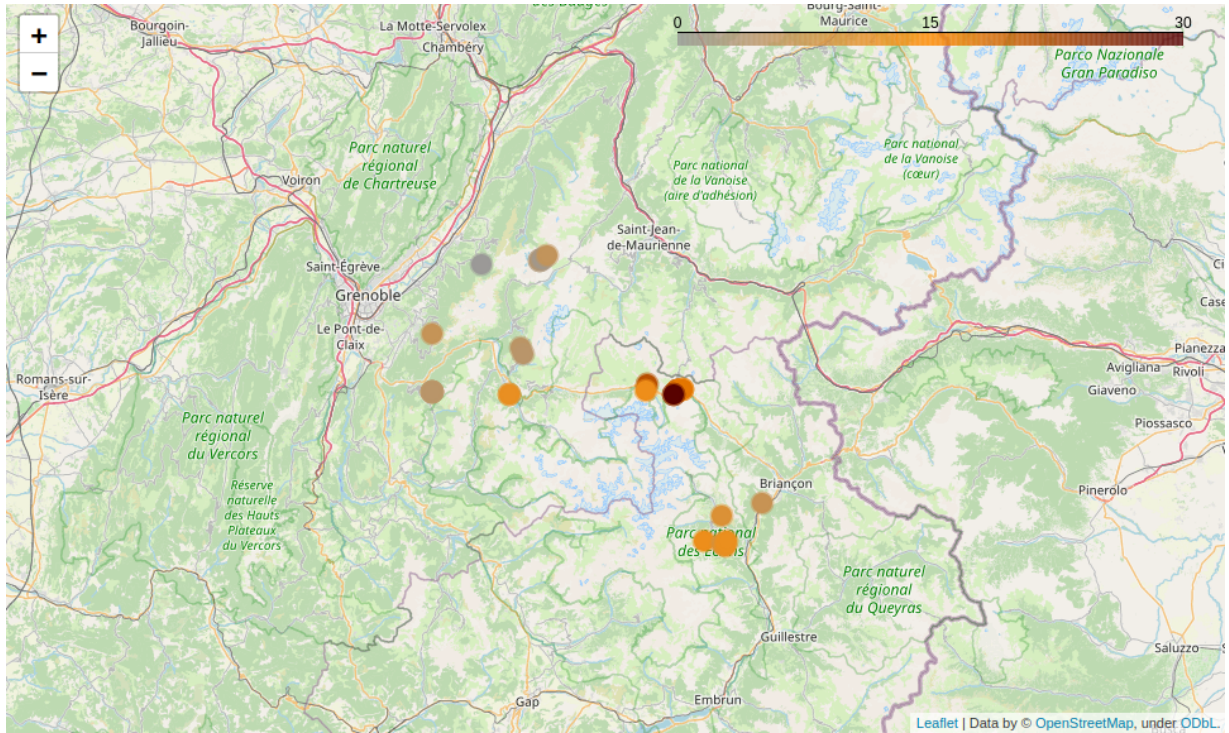 +
−
0
15
30
Bourgoin-
Jallieu
La Motte-Servolex
Chambéry
Maurice
Parco Nazionale
Gran Paradiso
Parc naturel
régional
de Chartreuse
Voiron
Parc national
de la Vanoise
(aire d'adhésion)
Parc national
de la Vanoise
(cœur)
Saint-Jean-
de-Maurienne
Saint-Égrève
Grenoble
Le Pont-de-
Claix
Romans-sur-
Isère
Pianezza
Avigliana
Rivoli
Giaveno
Piossasco
Parc naturel
régional
du Vercors
Réserve
naturelle
des Hauts
Plateaux
du Vercors
Briançon
Pinerolo
Parc national
des Écrins
Parc naturel
régional
du Queyras
Guillestre
Saluzzo
Gap
Embrun
Leaflet | Data by © OpenStreetMap, under ODbL.